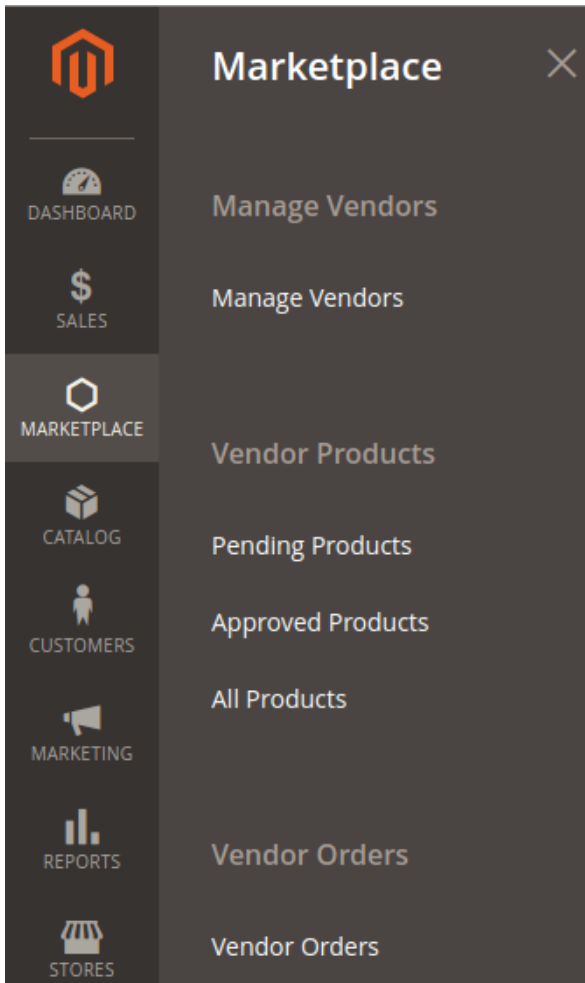 DASHBOARD
SALES
MARKETPLACE
CATALOG
CUSTOMERS
MARKETING
REPORTS
STORES
Marketplace
Manage Vendors
Manage Vendors
Vendor Products
Pending Products
Approved Products
All Products
Vendor Orders
Vendor Orders